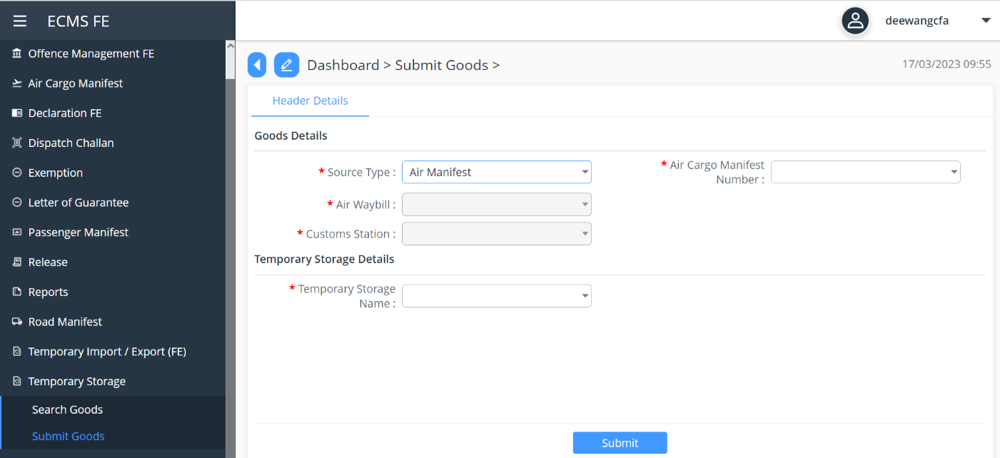 ECMS FE
deewangcfa
Offence Management FE
Air Cargo Manifest
Declaration FE
Dispatch Challan
Exemption
Letter of Guarantee
Passenger Manifest
Release
Reports
Road Manifest
Temporary Import / Export (FE)
Temporary Storage
Search Goods
Submit Goods
Dashboard > Submit Goods >
17/03/2023 09:55
Header Details
Goods Details
* Source Type :
Air Manifest
* Air Cargo Manifest
Number :
* Air Waybill :
* Customs Station :
Temporary Storage Details
* Temporary Storage
Name :
Submit